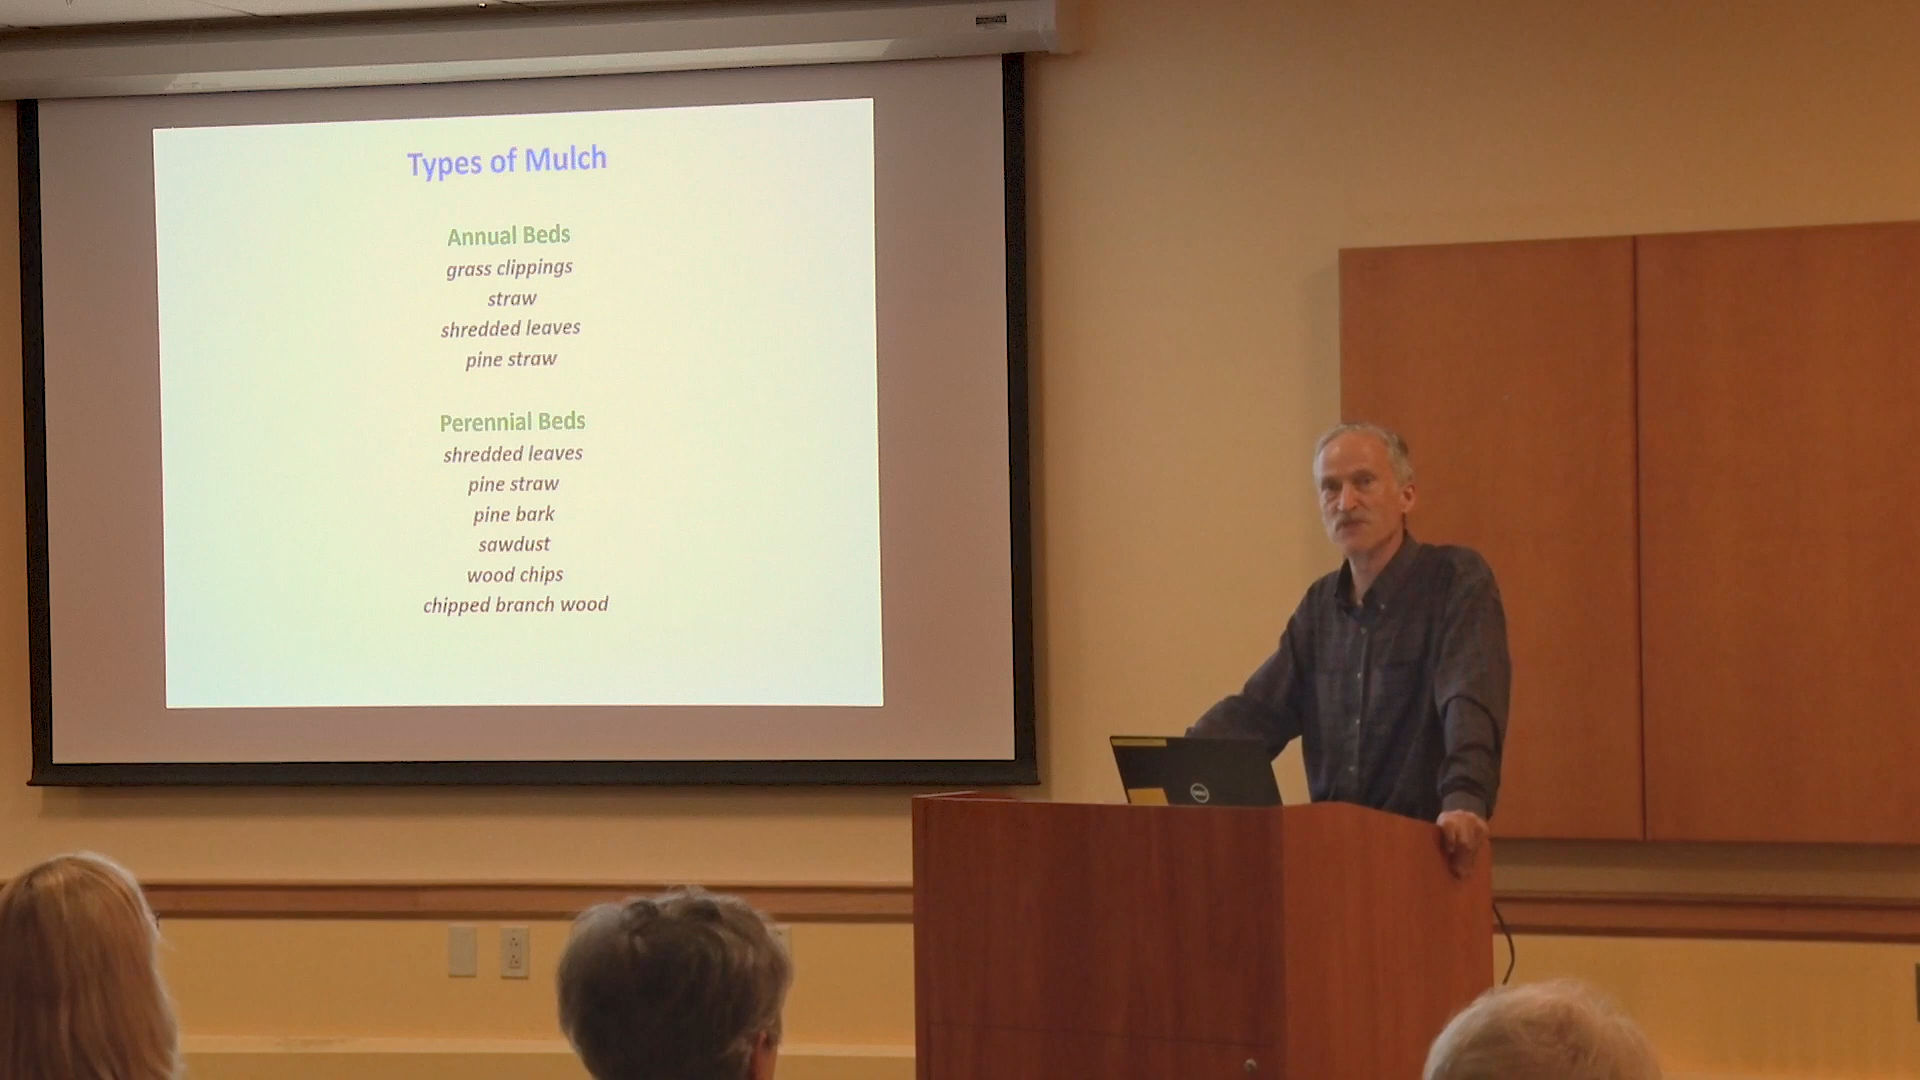 Types of Mulch
Annual Beds
grass clippings
straw
shredded leaves
pine straw
Perennial Beds
shredded leaves
pine straw
pine bark
sawdust
wood chips
chipped branch wood
DELL